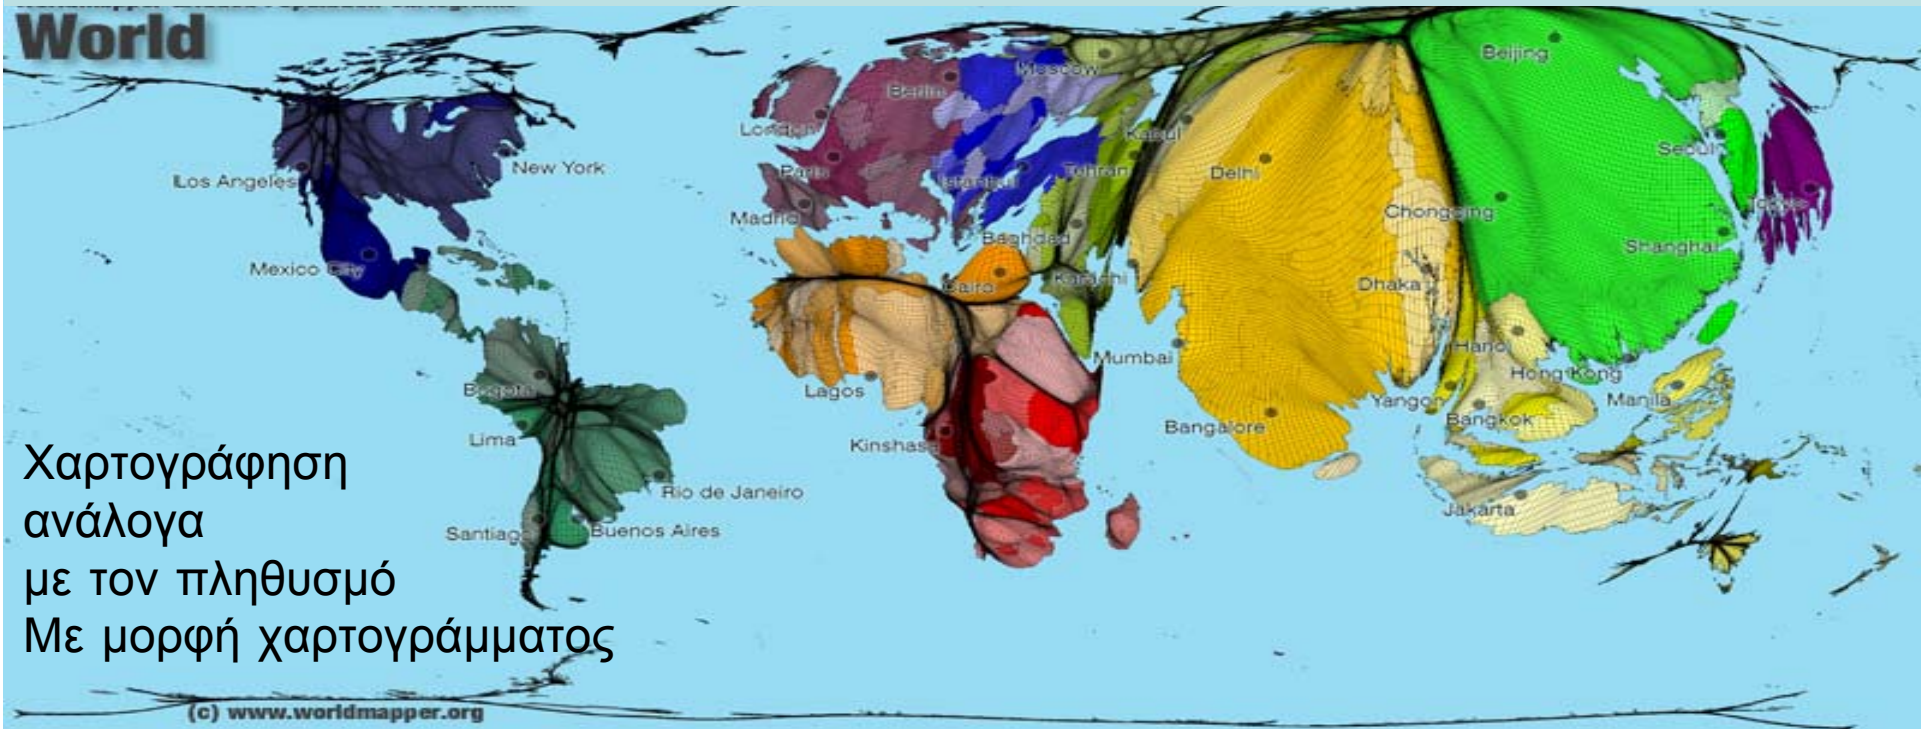 World
Beijing
Moscow
Berlin
London
Kabul
Seoul
Paris
Istanbul
Tehran
Delhi
New York
Los Angeles
Madrid
Tokyo
Chongqing
Baghdad
Shanghai
Mexico City
Cairo
Karachi
Dhaka
Mumbai
Hanoi
Hong Kong
Bogota
Lagos
Yangon
Manila
Bangkok
Lima
Kinshasa
Bangalore
Χαρτογράφηση
ανάλογα
με τον πληθυσμό
Με μορφή χαρτογράμματος
Rio de Janeiro
Santiago
Buenos Aires
Jakarta
(c) www.worldmapper.org